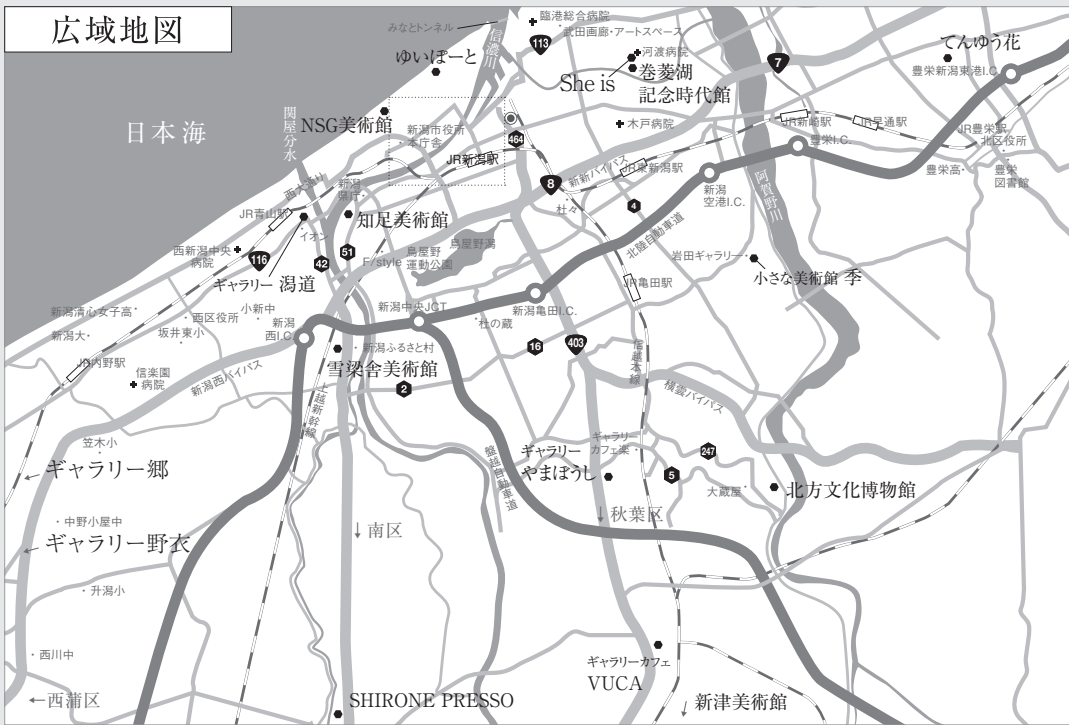 広域地図
みなとトンネル
信濃川
臨港総合病院
武田画廊・アートスペース
113
ゆいぽーと
河渡病院
She is
巻菱湖
記念時代館
7
てんゆう花
豊栄新潟東港I.C.
日本海
関屋分水
NSG美術館
新潟市役所
・本庁舎
464
木戸病院
JR新崎駅
JR早通駅
豊栄I.C.
JR豊栄駅
北区役所
豊栄高
豊栄
図書館
JR新潟駅
新新バイパス
JR東新潟駅
8
西大通り
新潟
県庁
杜々
4
新潟
空港I.C.
阿賀野川
JR青山駅
イオン
知足美術館
北陸自動車道
西新潟中央
病院
116
42
51
F/style
鳥屋野
運動公園
鳥屋野潟
岩田ギャラリー
小さな美術館 季
ギャラリー 潟道
JR亀田駅
新潟清心女子高
西区役所
小新中
新潟
西I.C.
新潟中央JCT
新潟亀田I.C.
新潟大
坂井東小
杜の蔵
JR内野駅
信楽園
病院
新潟西バイパス
新潟ふるさと村
雪梁舎美術館
16
403
信越本線
2
横雲バイパス
上越新幹線
笠木小
ギャラリー郷
磐越自動車道
ギャラリー
やまぼうし
ギャラリー
カフェ楽
247
5
大蔵屋
北方文化博物館
中野小屋中
ギャラリー野衣
↓南区
↓秋葉区
升潟小
西川中
←西蒲区
SHIRONE PRESSO
ギャラリーカフェ
VUCA
新津美術館